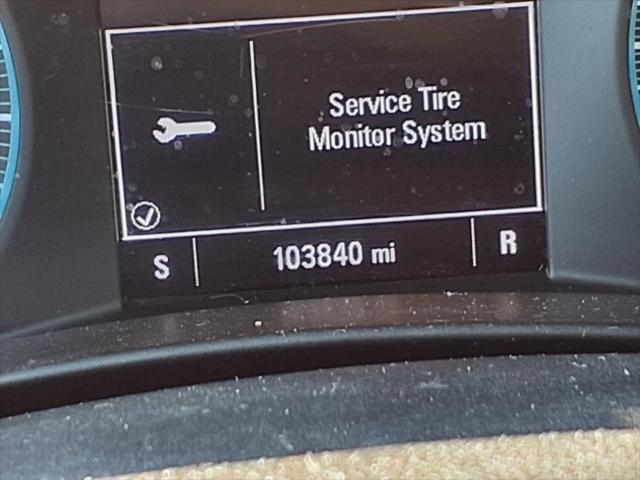 Service Tire
Monitor System
S 103840 mi R